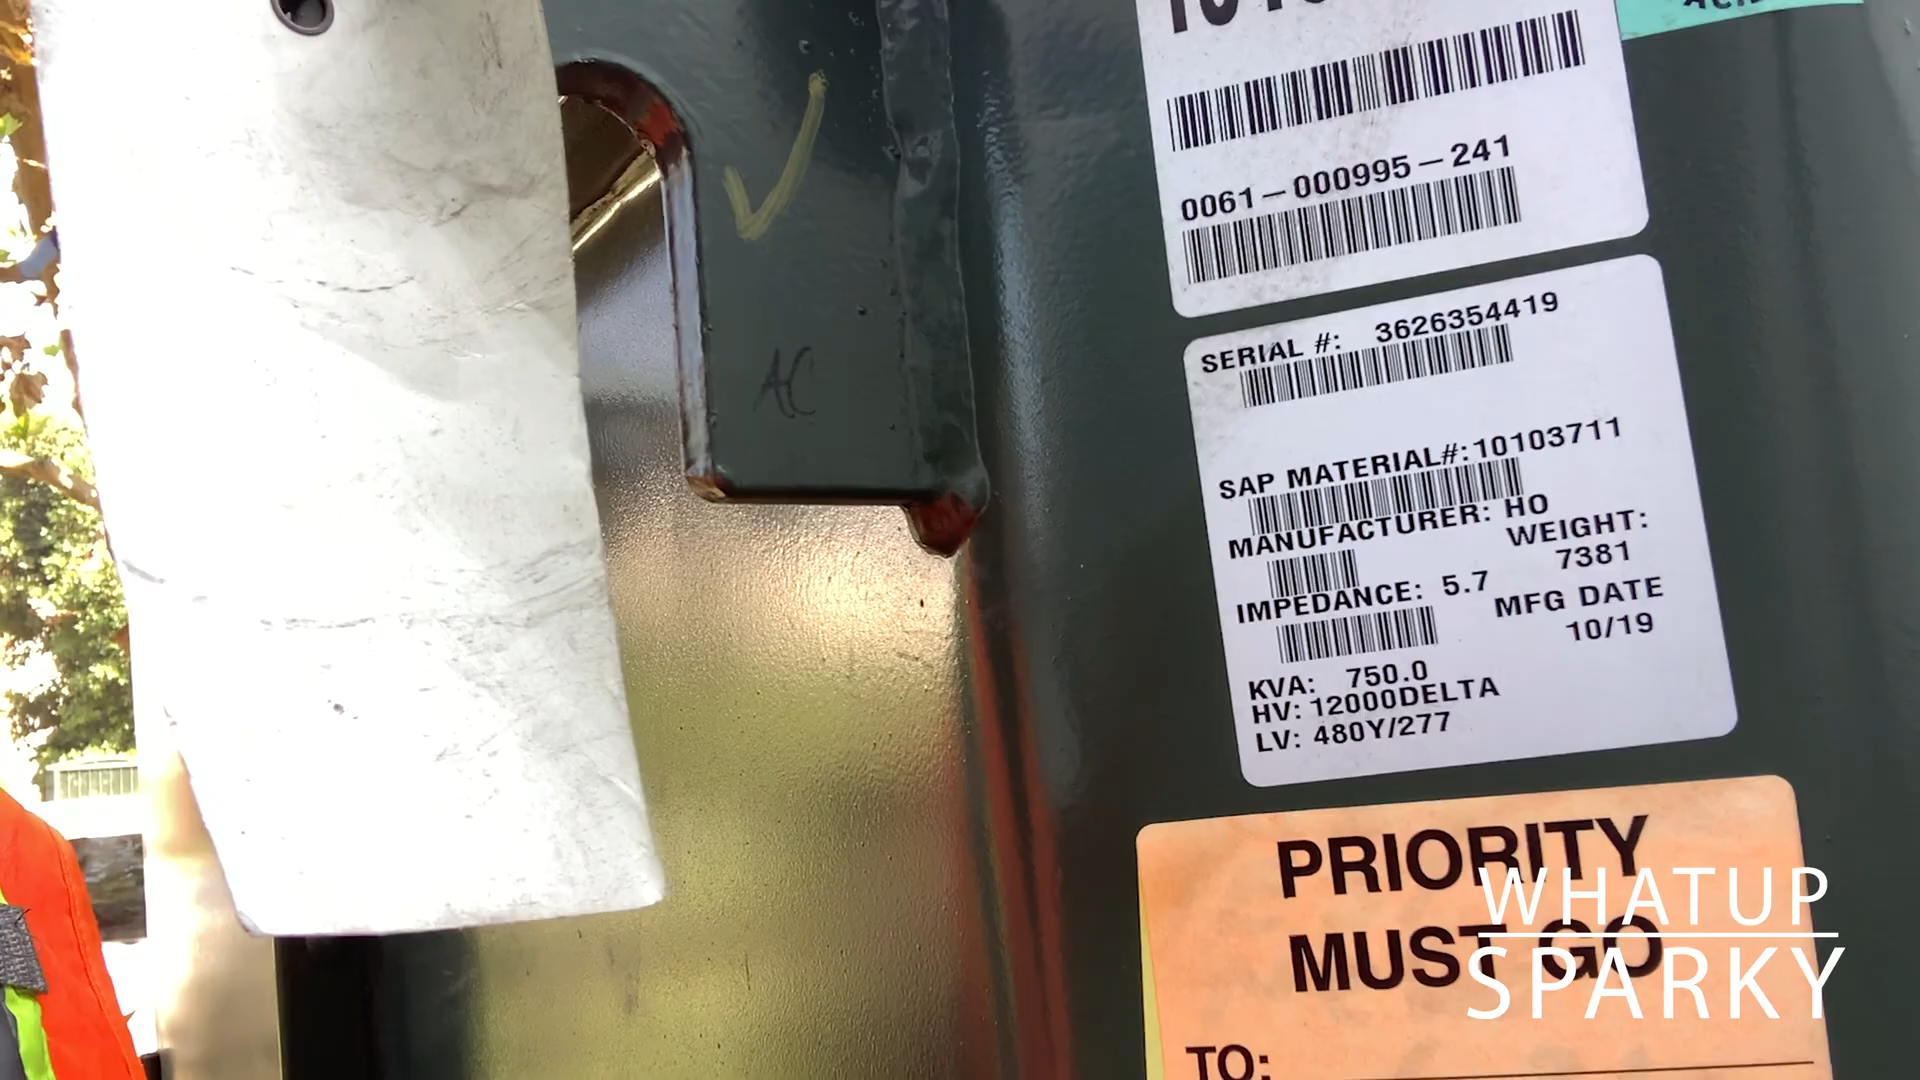 0061-000995-241
SERIAL #: 3626354419
SAP MATERIAL#:10103711
MANUFACTURER: HO
WEIGHT:
7381
IMPEDANCE: 5.7
MFG DATE
10/19
KVA: 750.0
HV: 12000DELTA
LV: 480Y/277
AC
PRIORITY
MUST GO
TO:
WHATUP
SPARKY